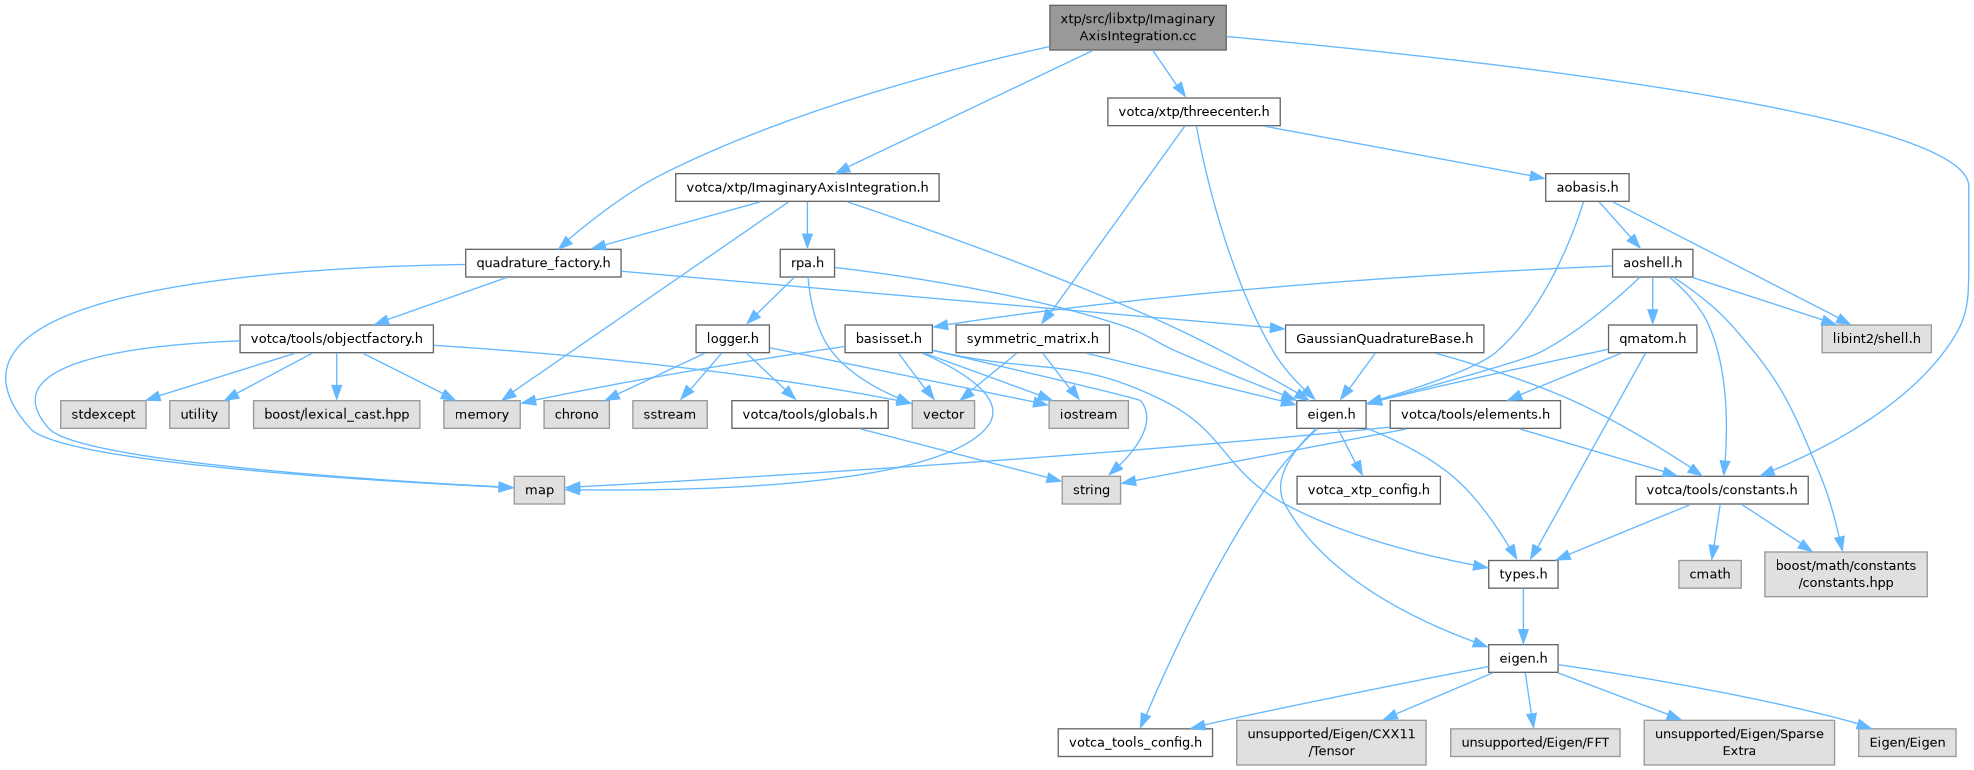 xtp/src/libxtp/Imaginary
AxisIntegration.cc
votca/xtp/threecenter.h
votca/xtp/ImaginaryAxisIntegration.h
aobasis.h
quadrature_factory.h
rpa.h
aoshell.h
votca/tools/objectfactory.h
logger.h
basisset.h
symmetric_matrix.h
GaussianQuadratureBase.h
qmatom.h
libint2/shell.h
stdexcept
utility
boost/lexical_cast.hpp
memory
chrono
sstream
votca/tools/globals.h
vector
iostream
eigen.h
votca/tools/elements.h
map
string
votca_xtp_config.h
votca/tools/constants.h
types.h
cmath
boost/math/constants
/constants.hpp
eigen.h
votca_tools_config.h
unsupported/Eigen/CXX11
/Tensor
unsupported/Eigen/FFT
unsupported/Eigen/Sparse
Extra
Eigen/Eigen